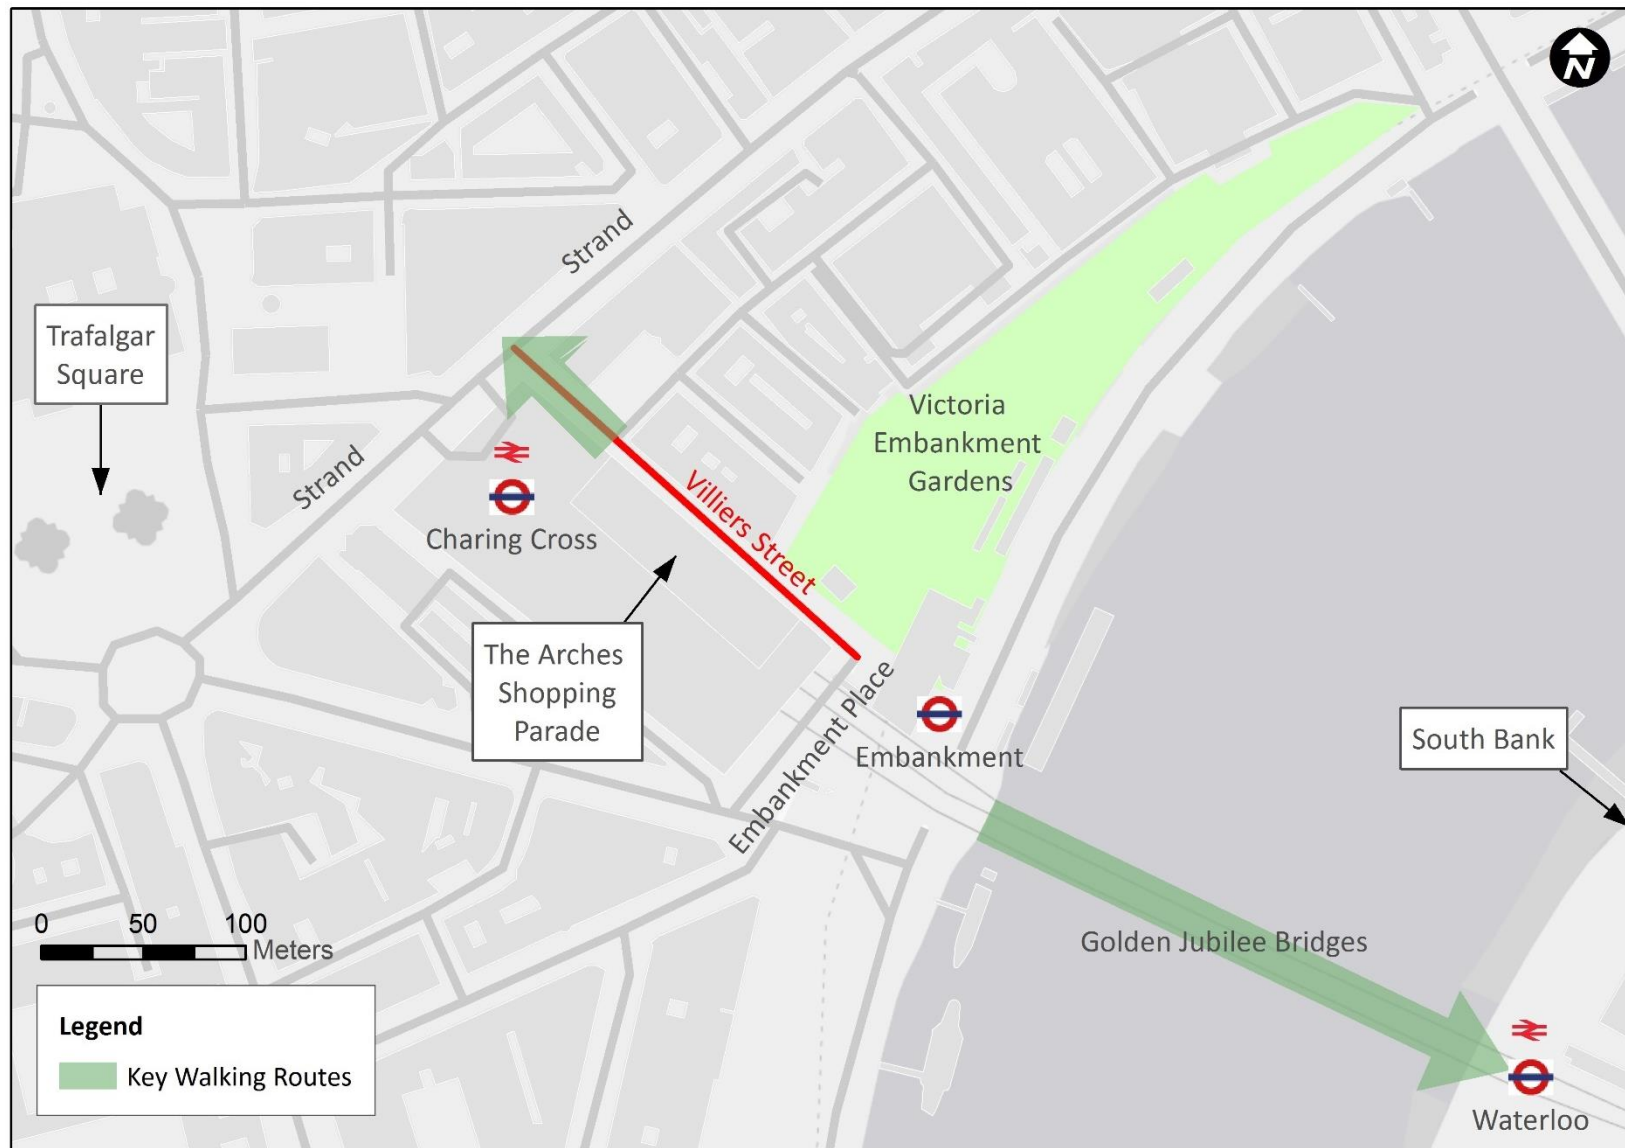 N
Strand
Trafalgar
Square
Strand
Victoria
Embankment
Gardens
Villiers Street
Charing Cross
The Arches
Shopping
Parade
Embankment Place
Embankment
South Bank
Golden Jubilee Bridges
0 50 100
Meters
Legend
Key Walking Routes
Waterloo